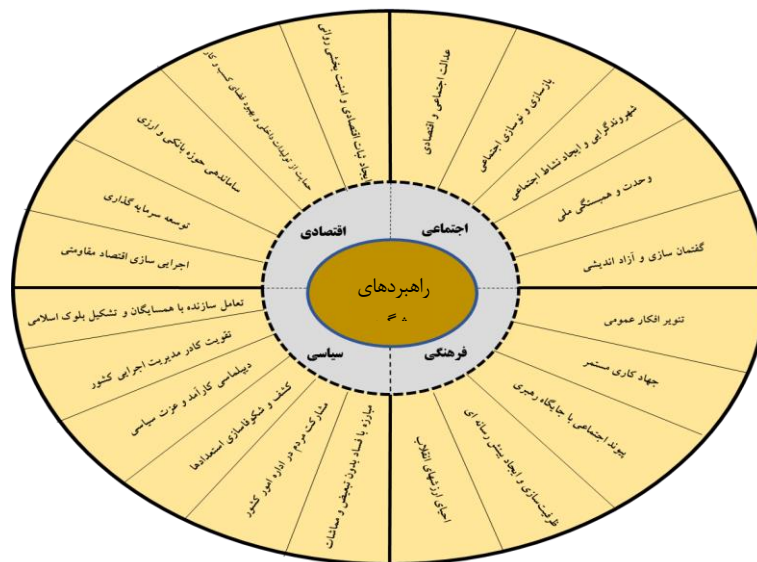 راهبردهای
اجتماعی
عدالت اجتماعی و اقتصادی
بازسازی و نوسازی اجتماعی
شهروندگرایی و ایجاد نشاط اجتماعی
وحدت و همبستگی ملی
گفتمان سازی و آزاد اندیشی
فرهنگی
تنویر افکار عمومی
جهاد کاری مستمر
پیوند اجتماعی با جایگاه رهبری
ظرفیت‌سازی و ایجاد بینش رسانه ای
احیای ارزشهای انقلاب
سیاسی
مبارزه با فساد بدون تبعیض و مماشات
مشارکت مردم در اداره امور کشور
کشف و شکوفاسازی استعدادها
دیپلماسی کارآمد و عزت سیاسی
تقویت کادر مدیریت اجرایی کشور
تعامل سازنده با همسایگان و تشکیل بلوک اسلامی
اقتصادی
اجرایی سازی اقتصاد مقاومتی
توسعه سرمایه گذاری
ساماندهی حوزه بانکی و ارزی
حمایت از تولیدات داخلی و بهبود فضای کسب و کار
ایجاد ثبات اقتصادی و امنیت بخشی روانی